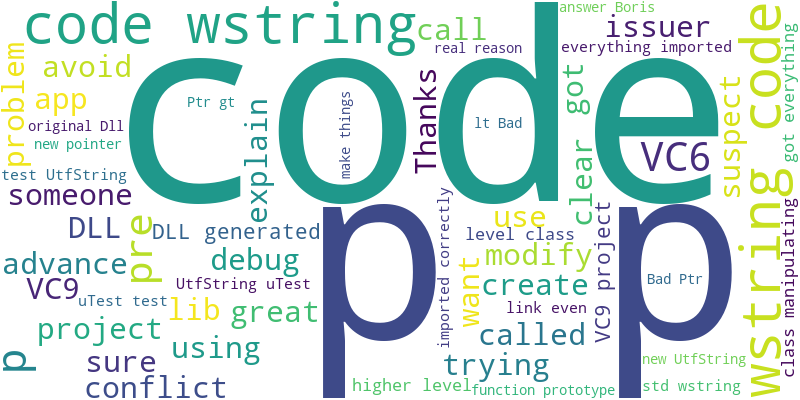 code wstring
call
issuer
answer Boris
real reason
everything imported
problem
avoid
app
original Dll
new pointer
test UtfString
someone
code
Ptr gt
explain
make things
Thanks
lt Bad
clear got
VC6
suspect
wstring code
got everything
DLL
pre
DLL generated
advance
VC9
uTest test
debug
UtfString uTest
lib
great
project
using
p
sure
conflict
p p
imported correctly
use
level class
modify
want
create
link even
called
trying
higher level
function prototype
VC9 project
Bad Ptr
new UtfString
std wstring
class manipulating